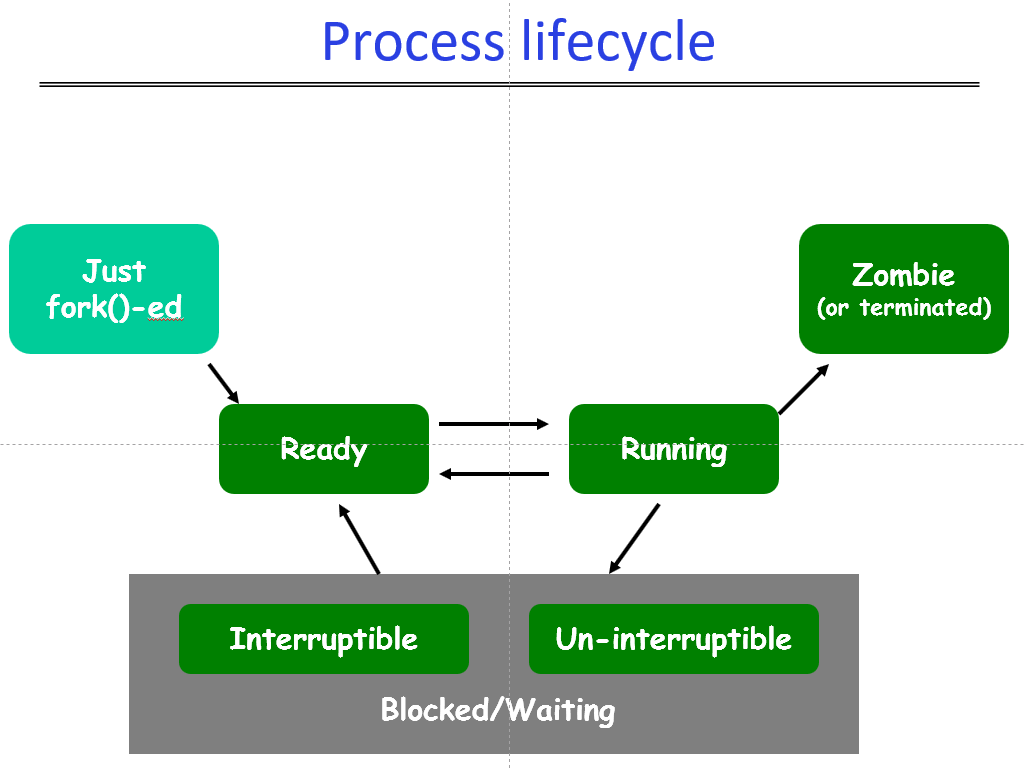 Process lifecycle
Just
fork()-ed
Zombie
(or terminated)
Ready
Running
Interruptible
Un-interruptible
Blocked/Waiting